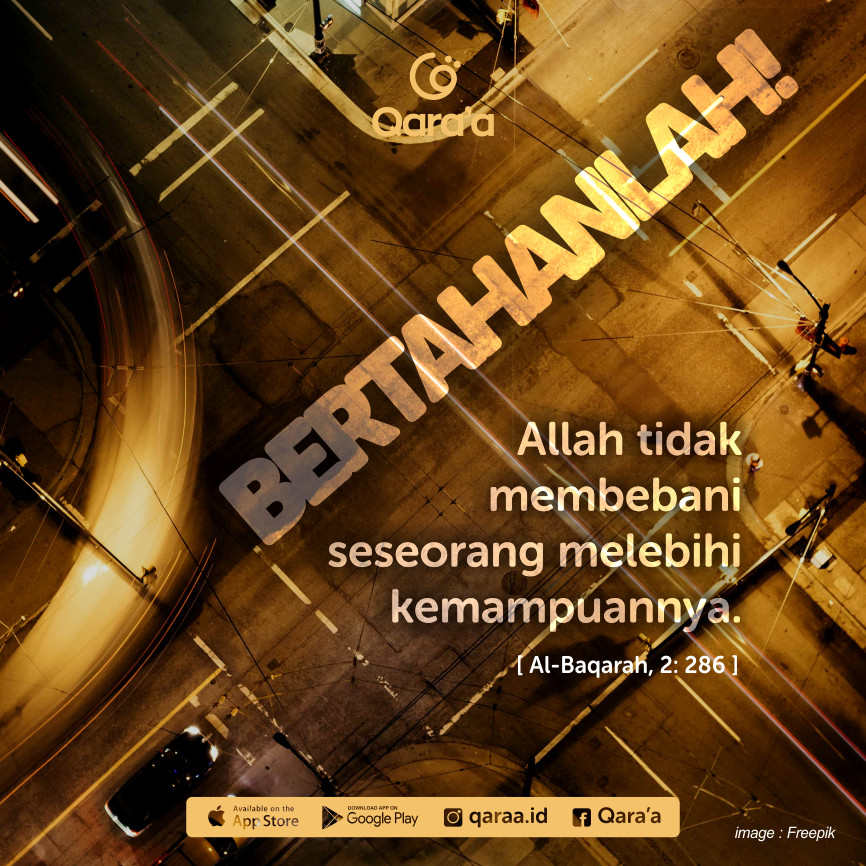 Qara'a
BERTAHANLAH!
Allah tidak
membebani
seseorang melebihi
kemampuannya.
[ Al-Baqarah, 2: 286 ]
Available on the
App Store
DOWNLOAD APP ON
Google Play
qaraa.id
Qara'a
image : Freepik